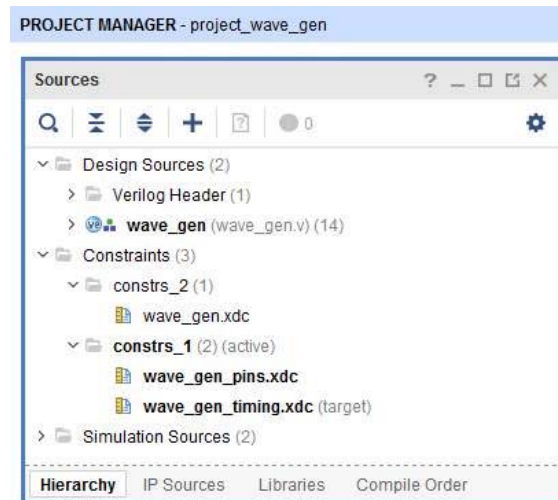 PROJECT MANAGER - project_wave_gen
Sources
0
Design Sources (2)
Verilog Header (1)
wave_gen (wave_gen.v) (14)
Constraints (3)
constrs_2 (1)
wave_gen.xdc
constrs_1 (2) (active)
wave_gen_pins.xdc
wave_gen_timing.xdc (target)
Simulation Sources (2)
Hierarchy IP Sources Libraries Compile Order